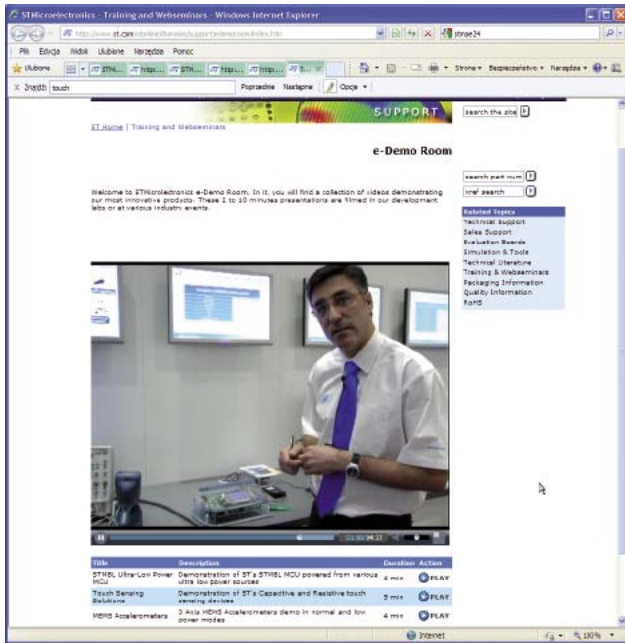 STMicroelectronics - Training and Webseminars - Windows Internet Explorer
stbrae24
Plik Edycja Widok Ulubione Narzędzia Pomoc
Ulubione
Strona Bezpieczeństwo Narzędzia
Znajdź: touch Poprzednie Następne Opcje
SUPPORT
search the site
ST Home | Training and Webseminars
e-Demo Room
search part num
xref search
Welcome to STMicroelectronics e-Demo Room. In it, you will find a collection of videos demonstrating
our most innovative products. These 2 to 10 minutes presentations are filmed in our development
labs or at various industry events.
Related Topics
Technical Support
Sales Support
Evaluation Boards
Simulation & Tools
Technical Literature
Training & Webseminars
Packaging Information
Quality Information
RoHS
Title Description Duration Action
STM8L Ultra-Low Power Demonstration of ST's STM8L MCU powered from various 4 min PLAY
MCU ultra low power sources
Touch Sensing Demonstration of ST's Capacitive and Resistive touch 9 min PLAY
Solutions sensing devices
MEMS Accelerometers 3 Axis MEMS Accelerometers demo in normal and low 4 min PLAY
power modes
Internet 100%